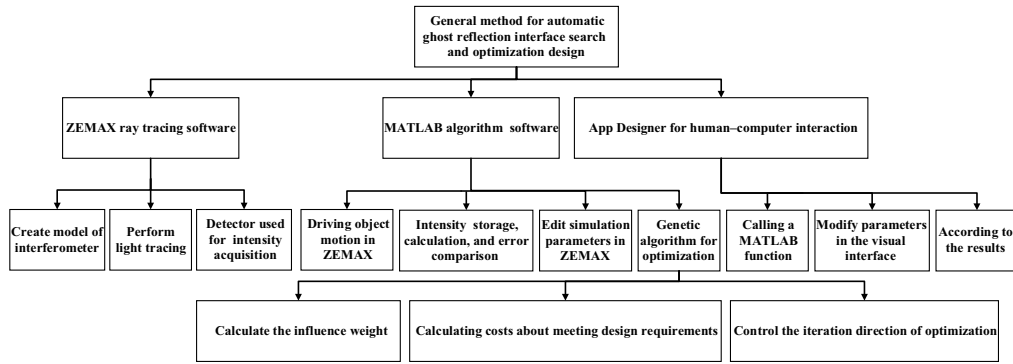 General method for automatic
ghost reflection interface search
and optimization design
ZEMAX ray tracing software
MATLAB algorithm software
App Designer for human–computer interaction
Create model of
interferometer
Perform
light tracing
Detector used
for intensity
acquisition
Driving object
motion in
ZEMAX
Intensity storage,
calculation, and error
comparison
Edit simulation
parameters in
ZEMAX
Genetic
algorithm for
optimization
Calling a
MATLAB
function
Modify parameters
in the visual
interface
According to
the results
Calculate the influence weight
Calculating costs about meeting design requirements
Control the iteration direction of optimization